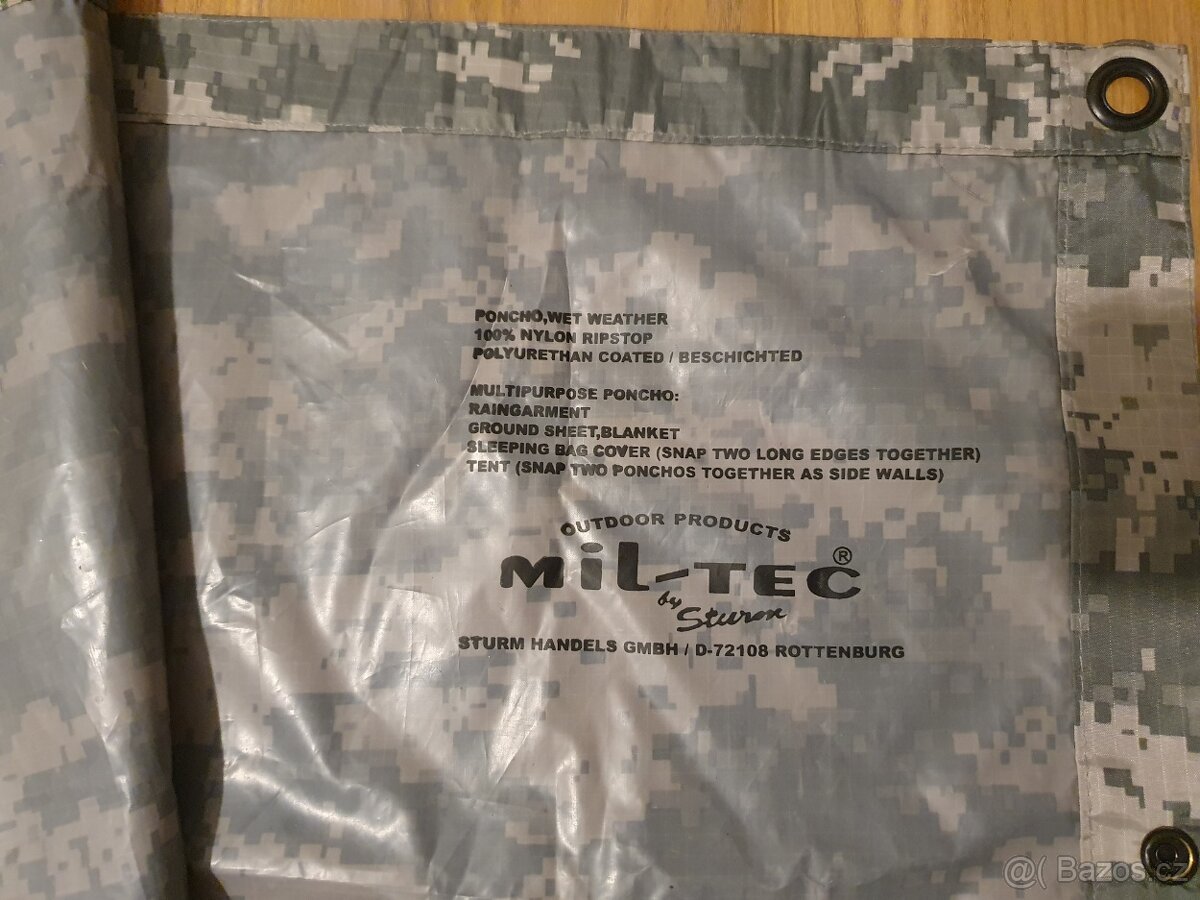 PONCHO,WET WEATHER
100% NYLON RIPSTOP
POLYURETHAN COATED / BESCHICHTED
MULTIPURPOSE PONCHO:
RAINGARMENT
GROUND SHEET,BLANKET
SLEEPING BAG COVER (SNAP TWO LONG EDGES TOGETHER)
TENT (SNAP TWO PONCHOS TOGETHER AS SIDE WALLS)
OUTDOOR PRODUCTS
MiL-TEC®
by Sturm
STURM HANDELS GMBH / D-72108 ROTTENBURG
@( Bazos.cz